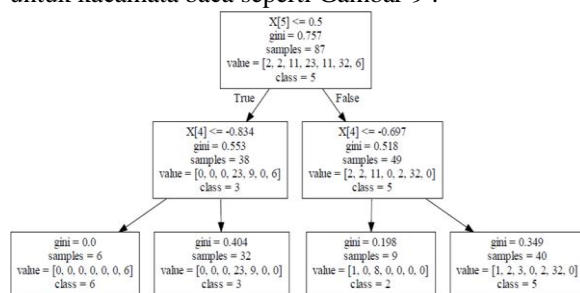 untuk kacamata baca seperti Gambar 9 .
X[5] <= 0.5
gini = 0.757
samples = 87
value = [2, 2, 11, 23, 11, 32, 6]
class = 5
True
False
X[4] <= -0.834
gini = 0.553
samples = 38
value = [0, 0, 0, 23, 9, 0, 6]
class = 3
X[4] <= -0.697
gini = 0.518
samples = 49
value = [2, 2, 11, 0, 2, 32, 0]
class = 5
gini = 0.0
samples = 6
value = [0, 0, 0, 0, 0, 0, 6]
class = 6
gini = 0.404
samples = 32
value = [0, 0, 0, 23, 9, 0, 0]
class = 3
gini = 0.198
samples = 9
value = [1, 0, 8, 0, 0, 0, 0]
class = 2
gini = 0.349
samples = 40
value = [1, 2, 3, 0, 2, 32, 0]
class = 5